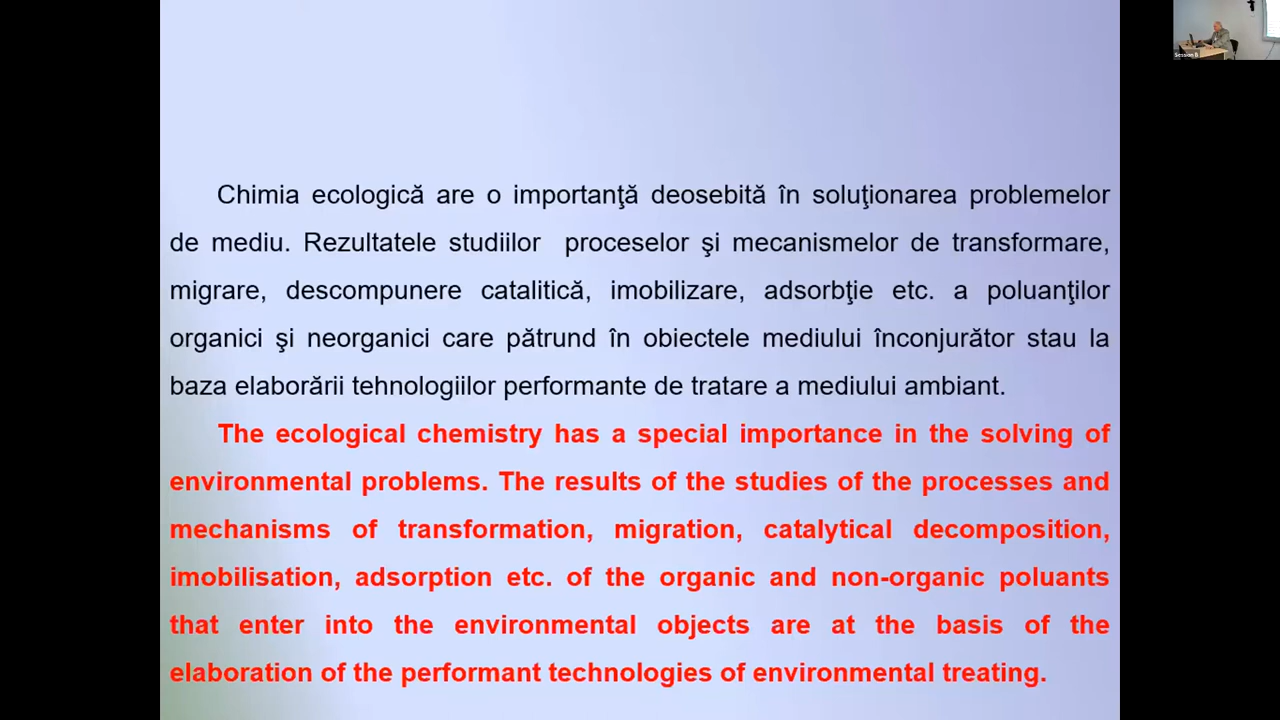 Session B
Chimia ecologică are o importanţă deosebită în soluţionarea problemelor
de mediu. Rezultatele studiilor proceselor şi mecanismelor de transformare,
migrare, descompunere catalitică, imobilizare, adsorbţie etc. a poluanţilor
organici şi neorganici care pătrund în obiectele mediului înconjurător stau la
baza elaborării tehnologiilor performante de tratare a mediului ambiant.
The ecological chemistry has a special importance in the solving of
environmental problems. The results of the studies of the processes and
mechanisms of transformation, migration, catalytical decomposition,
imobilisation, adsorption etc. of the organic and non-organic poluants
that enter into the environmental objects are at the basis of the
elaboration of the performant technologies of environmental treating.